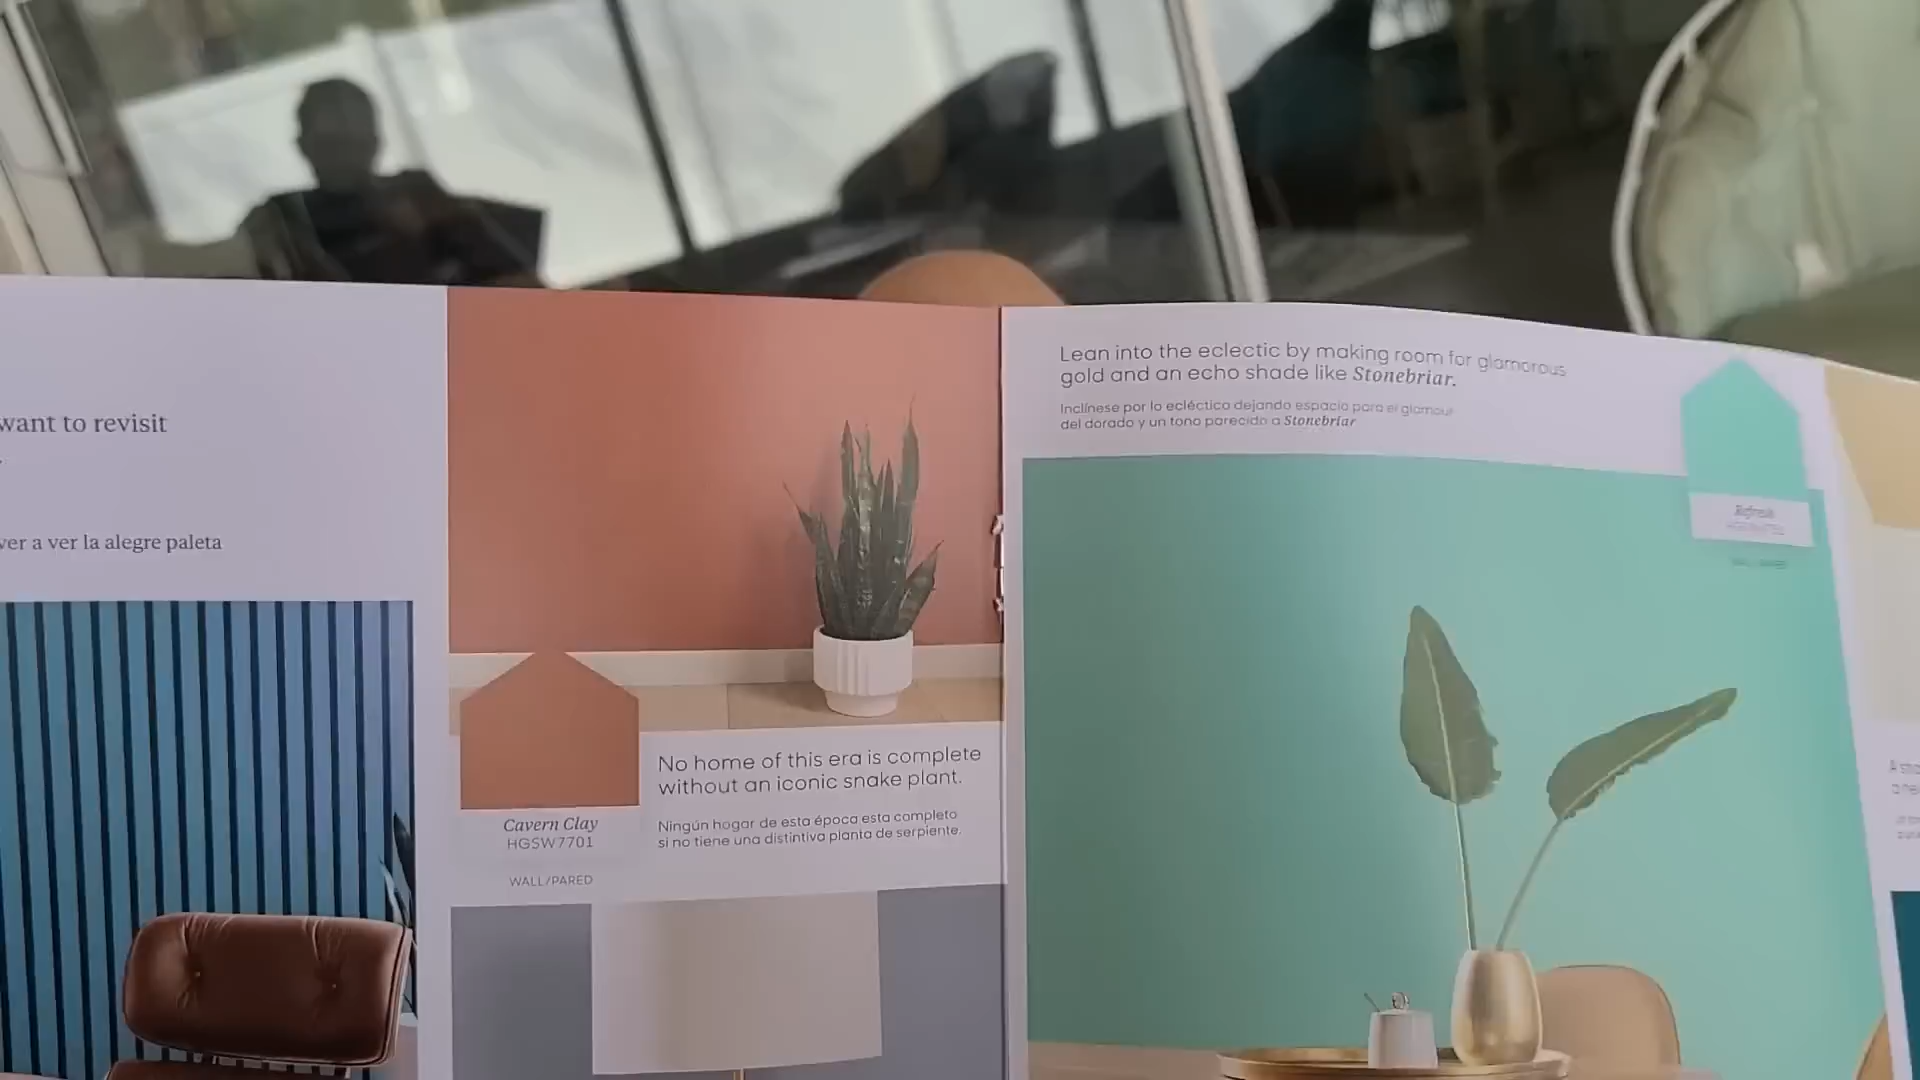 want to revisit
ver a ver la alegre paleta
Cavern Clay
HGSW7701
WALL/PARED
No home of this era is complete
without an iconic snake plant.
Ningún hogar de esta época esta completo
si no tiene una distintiva planta de serpiente.
Lean into the eclectic by making room for glamorous
gold and an echo shade like Stonebriar.
Inclínese por lo ecléctico dejando espacio para el glamour
del dorado y un tono parecido a Stonebriar
Refresh
WALL/PARED